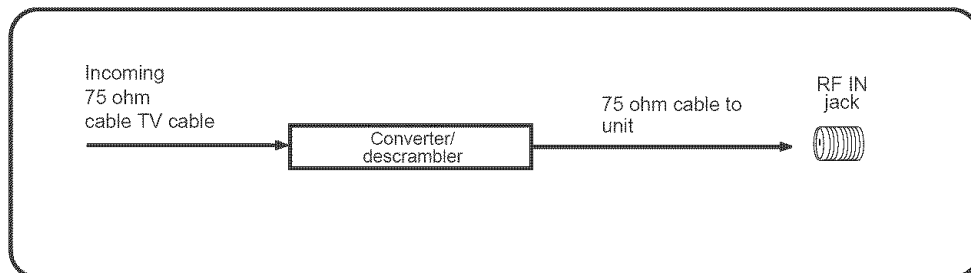 Incoming
75 ohm
cable TV cable
Converter/
descrambler
75 ohm cable to
unit
RF IN
jack